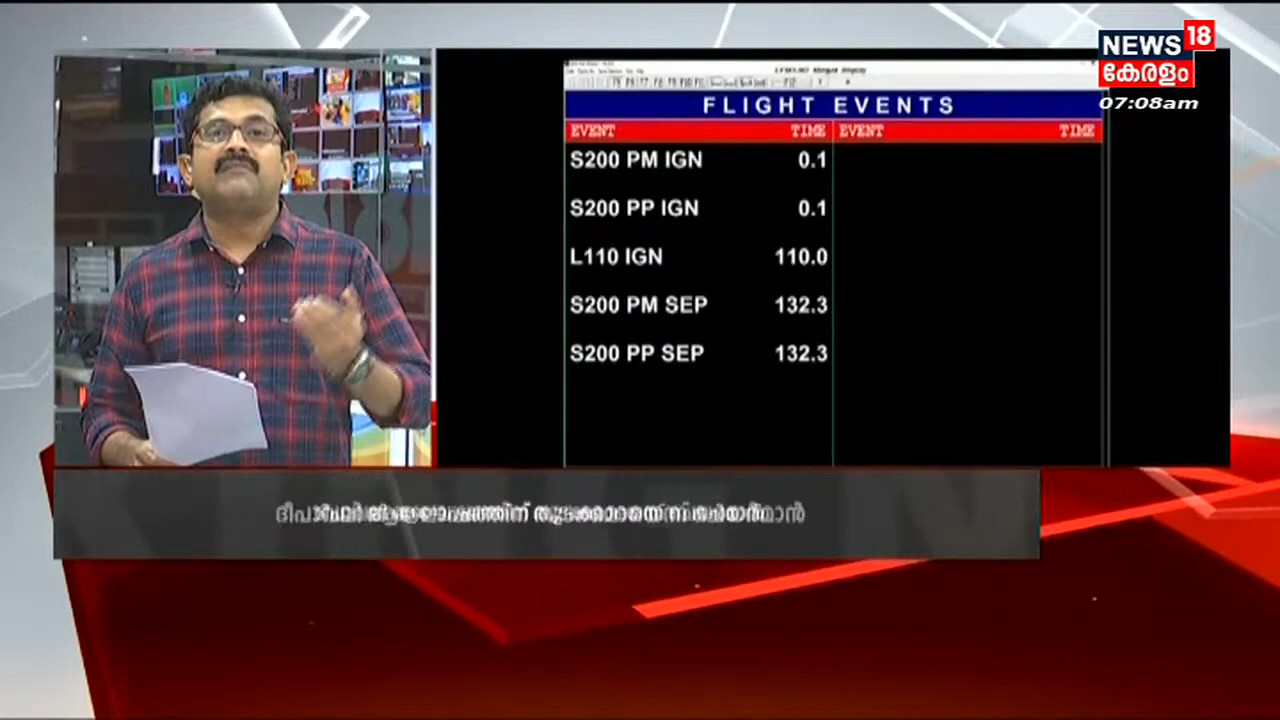 NEWS 18
കേരളം
07:08am
FLIGHT EVENTS
EVENT TIME EVENT TIME
S200 PM IGN 0.1
S200 PP IGN 0.1
L110 IGN 110.0
S200 PM SEP 132.3
S200 PP SEP 132.3